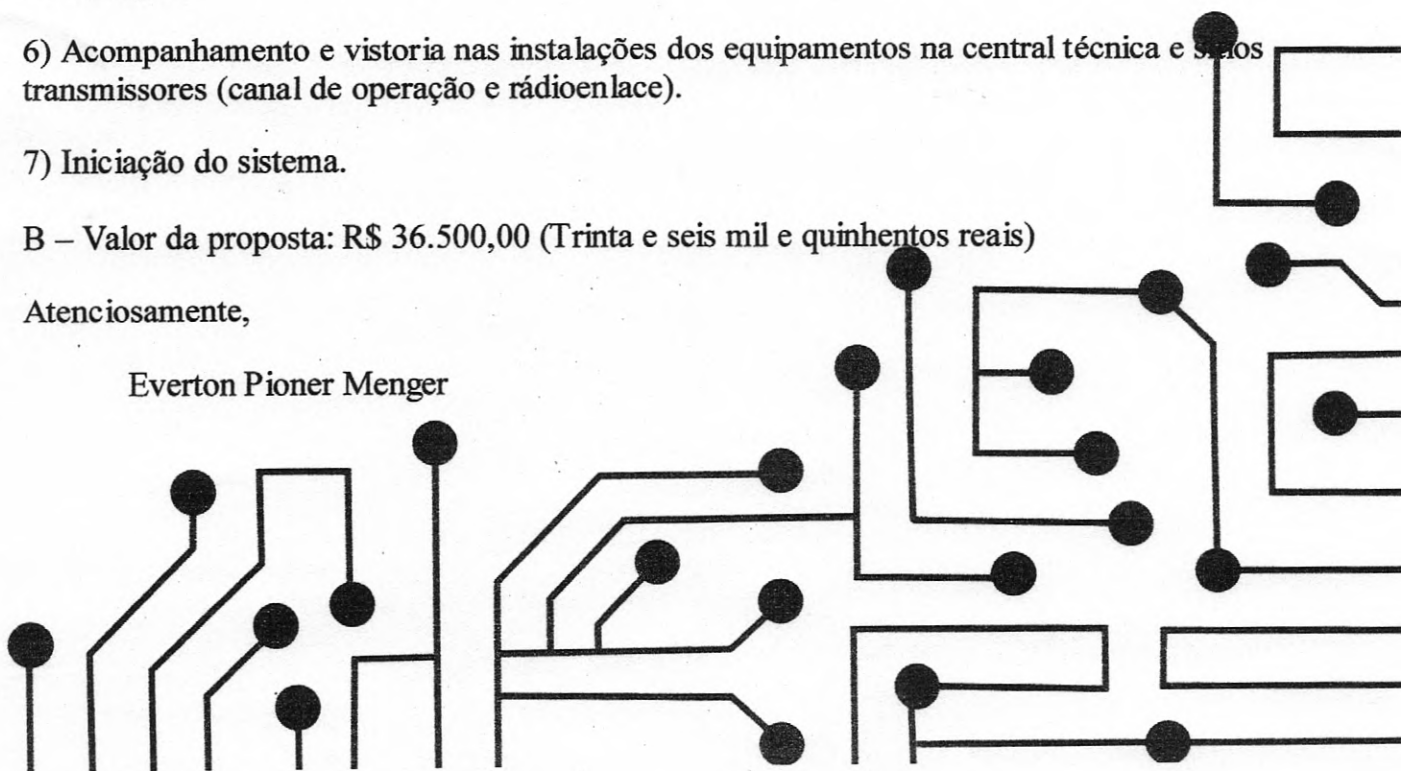 6) Acompanhamento e vistoria nas instalações dos equipamentos na central técnica e
transmissores (canal de operação e rádioenlace).
7) Iniciação do sistema.
B – Valor da proposta: R$ 36.500,00 (Trinta e seis mil e quinhentos reais)
Atenciosamente,
Everton Pioner Menger